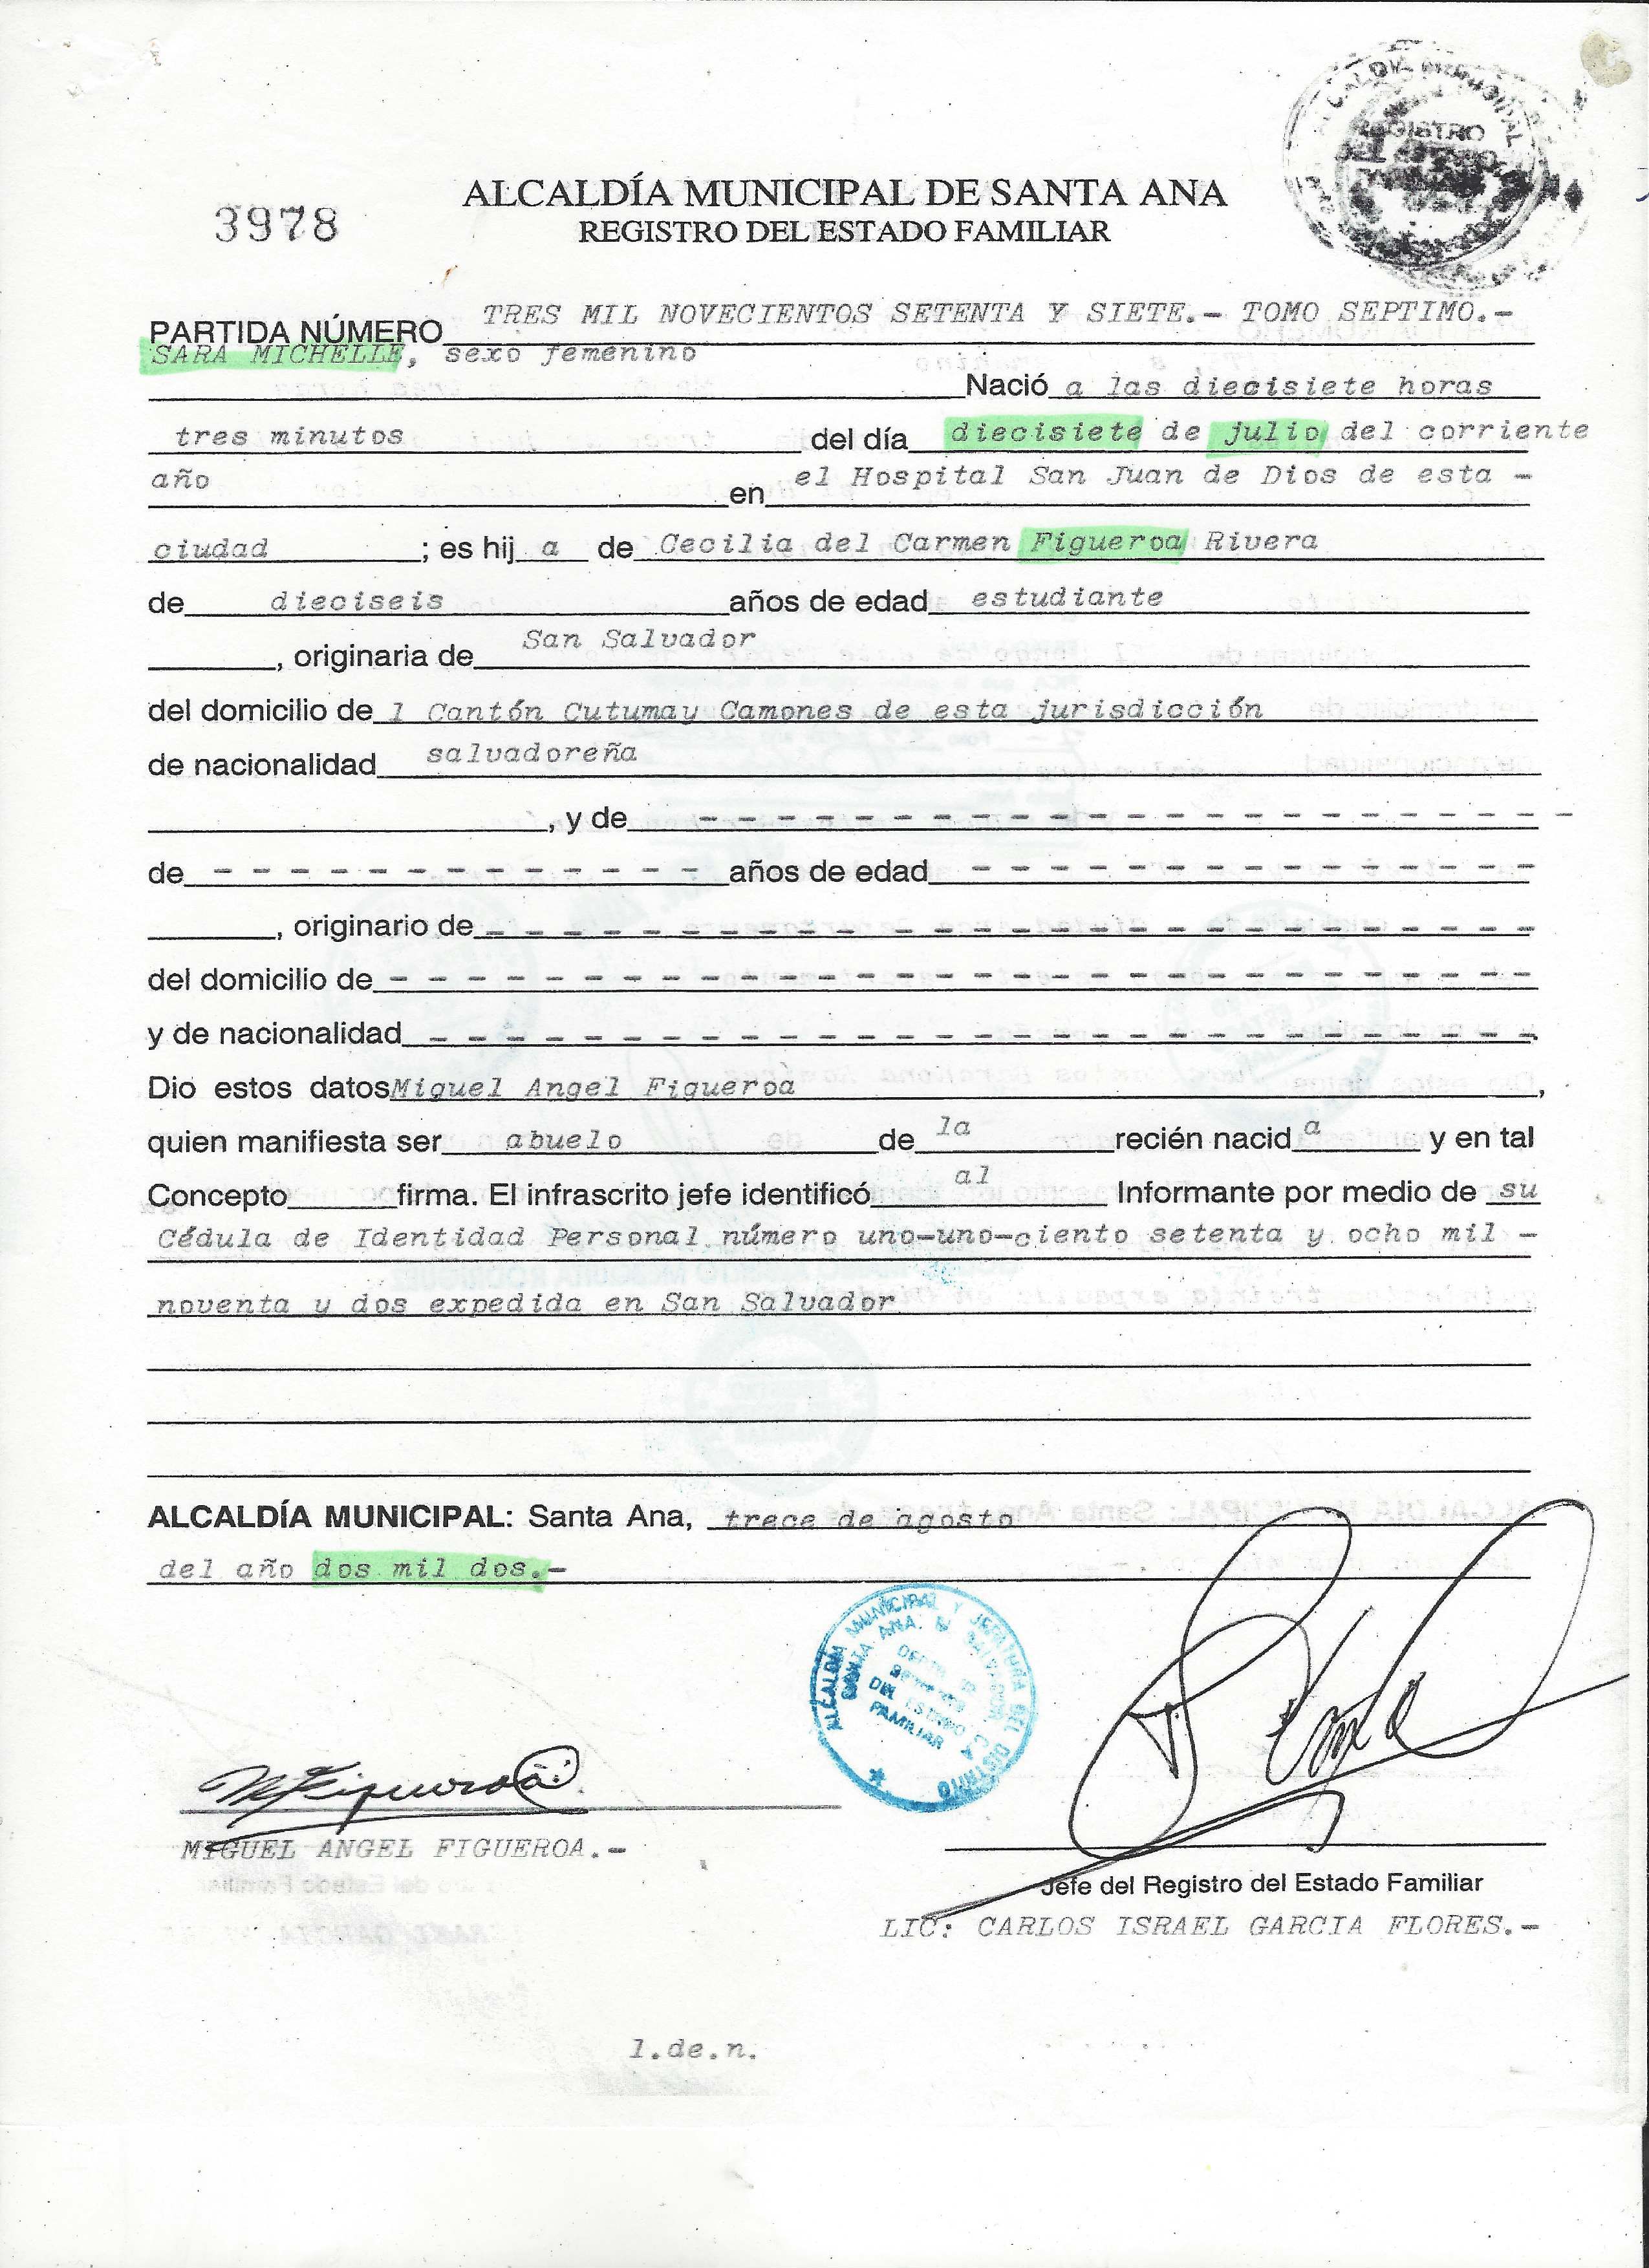 REGISTRO
3978
ALCALDÍA MUNICIPAL DE SANTA ANA
REGISTRO DEL ESTADO FAMILIAR
PARTIDA NÚMERO TRES MIL NOVECIENTOS SETENTA Y SIETE.- TOMO SEPTIMO.-
SARA MICHELLE, sexo femenino
Nació a las diecisiete horas
tres minutos del día diecisiete de julio del corriente
año en el Hospital San Juan de Dios de esta -
ciudad ; es hij a de Cecilia del Carmen Figueroa Rivera
de dieciseis años de edad estudiante
, originaria de San Salvador
del domicilio de l Cantón Cutumay Camones de esta jurisdicción
de nacionalidad salvadoreña
, y de - - - - - - - - - - - - - - - - - - - - - -
de - - - - - - - - - - - - - - años de edad - - - - - - - - - - - - - -
, originario de - - - - - - - - - - - - - - - - - - - -
del domicilio de - - - - - - - - - - - - - - - - - - - - - -
y de nacionalidad - - - - - - - - - - - - - - - - - - - - -
Dio estos datos Miguel Angel Figueroa ,
quien manifiesta ser abuelo de la recién nacid a y en tal
Concepto firma. El infrascrito jefe identificó al Informante por medio de su
Cédula de Identidad Personal número uno-uno-ciento setenta y ocho mil -
noventa y dos expedida en San Salvador
ALCALDÍA MUNICIPAL: Santa Ana, trece de agosto
del año dos mil dos.-
ALCALDÍA MUNICIPAL Y JEFATURA DEL DISTRITO
SANTA ANA, EL SALVADOR
DEL ESTADO
FAMILIAR
M Figueroa
MIGUEL ANGEL FIGUEROA.-
Jefe del Registro del Estado Familiar
LIC: CARLOS ISRAEL GARCIA FLORES.-
l.de.n.